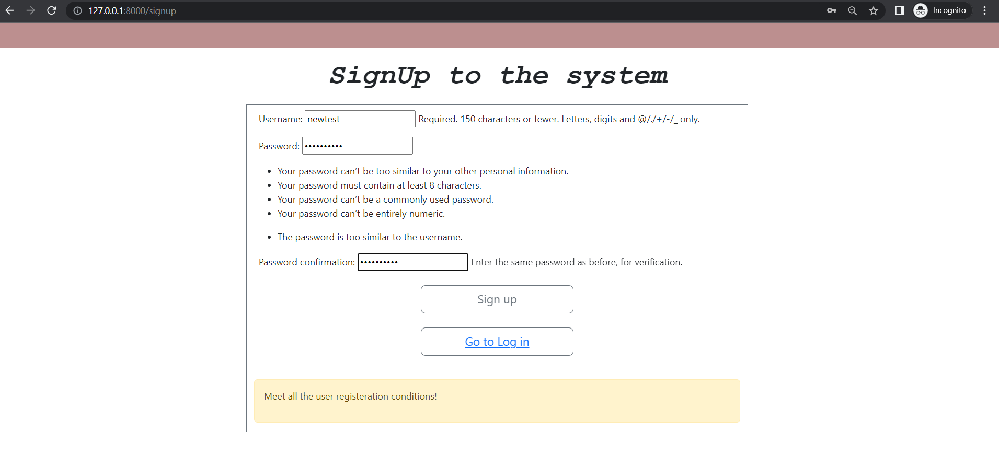 127.0.0.1:8000/signup
Incognito
SignUp to the system
Username: newtest Required. 150 characters or fewer. Letters, digits and @/./+/-/_ only.
Password: ••••••••••
• Your password can’t be too similar to your other personal information.
• Your password must contain at least 8 characters.
• Your password can’t be a commonly used password.
• Your password can’t be entirely numeric.
• The password is too similar to the username.
Password confirmation: •••••••••• Enter the same password as before, for verification.
Sign up
Go to Log in
Meet all the user registeration conditions!